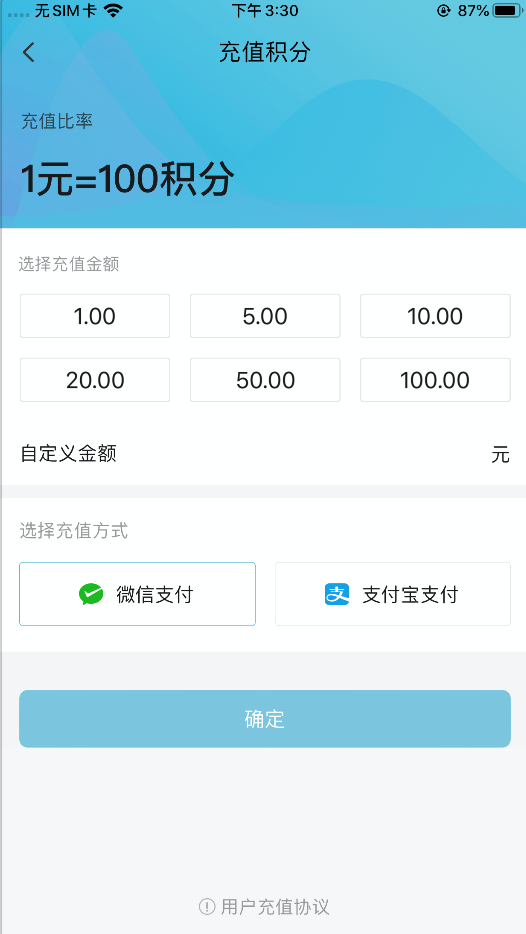 无SIM卡 下午3:30 87%
充值积分
充值比率
1元=100积分
选择充值金额
1.00 5.00 10.00
20.00 50.00 100.00
自定义金额 元
选择充值方式
微信支付 支付宝支付
确定
用户充值协议